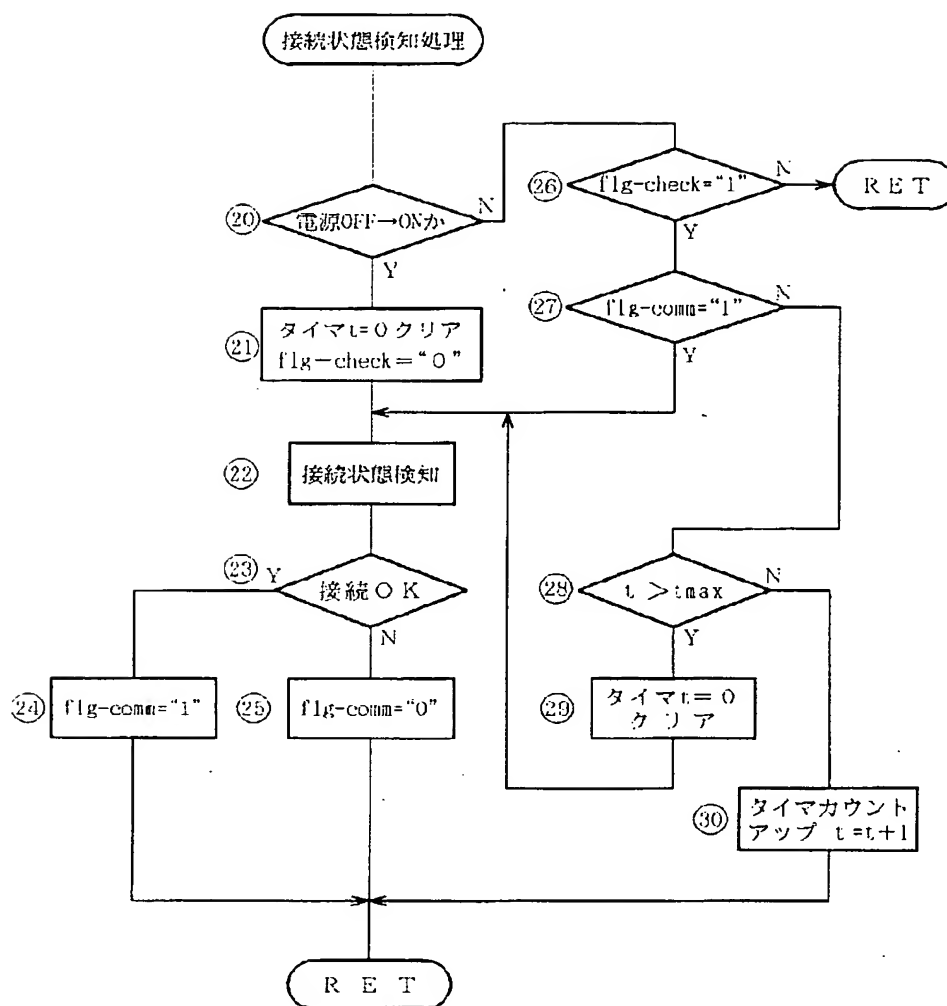 接続状態検知処理
⑳
電源OFF→ONか
N
Y
㉑
タイマt=0クリア
flg-check="0"
㉒
接続状態検知
㉓
Y
接続OK
N
㉔
flg-comm="1"
㉕
flg-comm="0"
㉖
flg-check="1"
N
RET
Y
㉗
flg-comm="1"
N
Y
㉘
t>tmax
N
Y
㉙
タイマt=0
クリア
㉚
タイマカウント
アップ t=t+1
RET